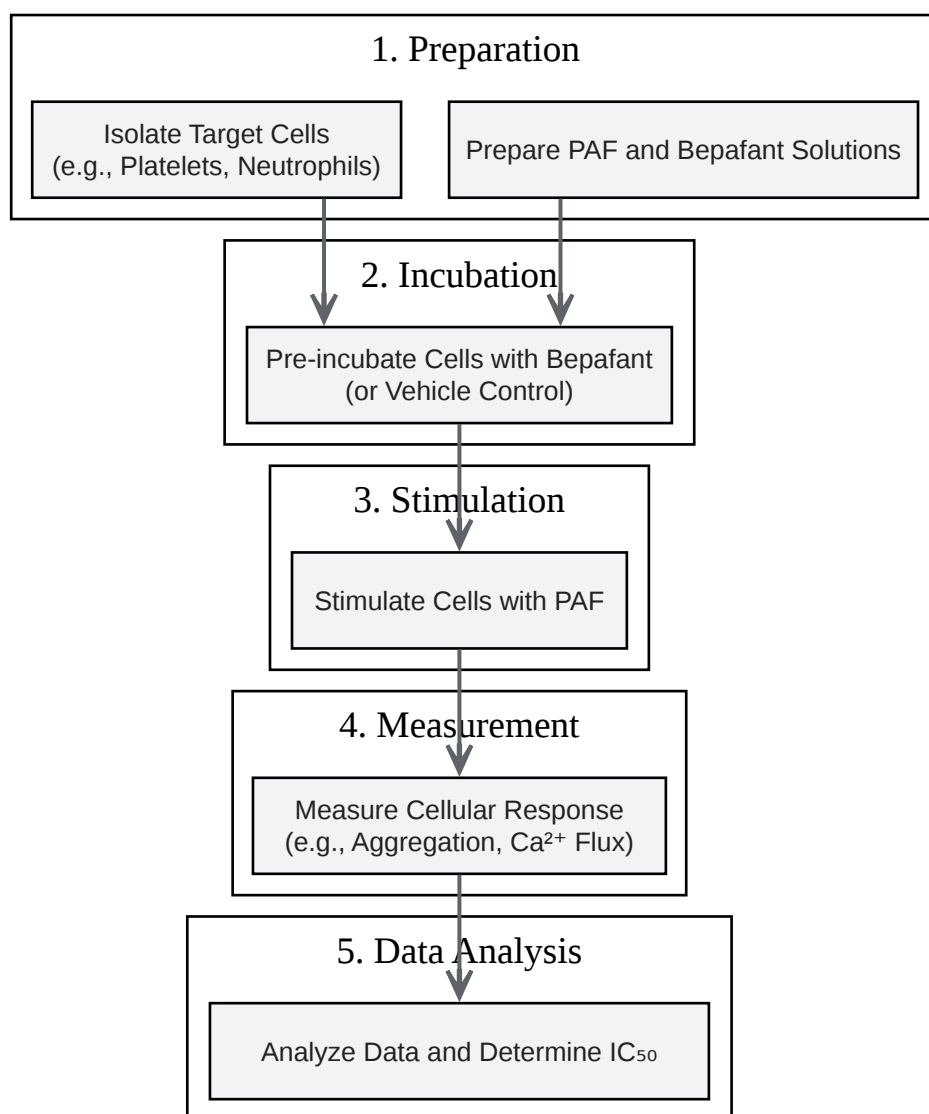 1. Preparation
Isolate Target Cells
(e.g., Platelets, Neutrophils)
Prepare PAF and Bepafant Solutions
2. Incubation
Pre-incubate Cells with Bepafant
(or Vehicle Control)
3. Stimulation
Stimulate Cells with PAF
4. Measurement
Measure Cellular Response
(e.g., Aggregation, Ca²⁺ Flux)
5. Data Analysis
Analyze Data and Determine IC₅₀